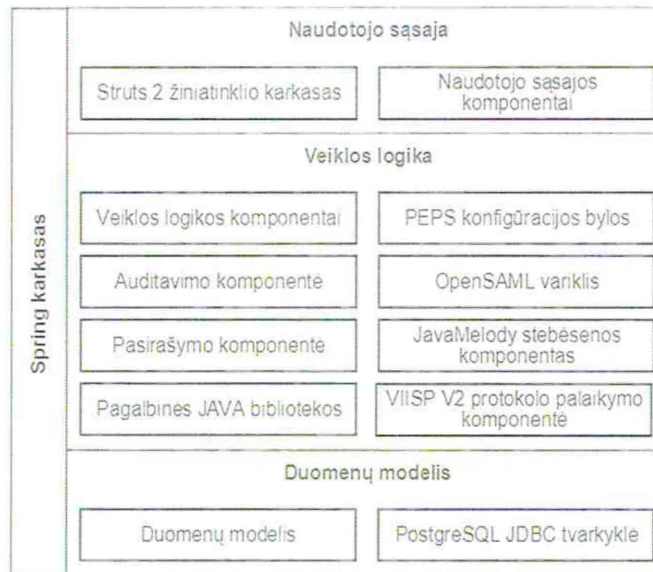 Spring karkasas
Naudotojo sąsaja
Struts 2 žiniatinklio karkasas
Naudotojo sąsajos
komponentai
Veiklos logika
Veiklos logikos komponentai
PEPS konfigūracijos bylos
Auditavimo komponentė
OpenSAML variklis
Pasirašymo komponentė
JavaMelody stebėsenos
komponentas
Pagalbinės JAVA bibliotekos
VIISP V2 protokolo palaikymo
komponentė
Duomenų modelis
Duomenų modelis
PostgreSQL JDBC tvarkyklė